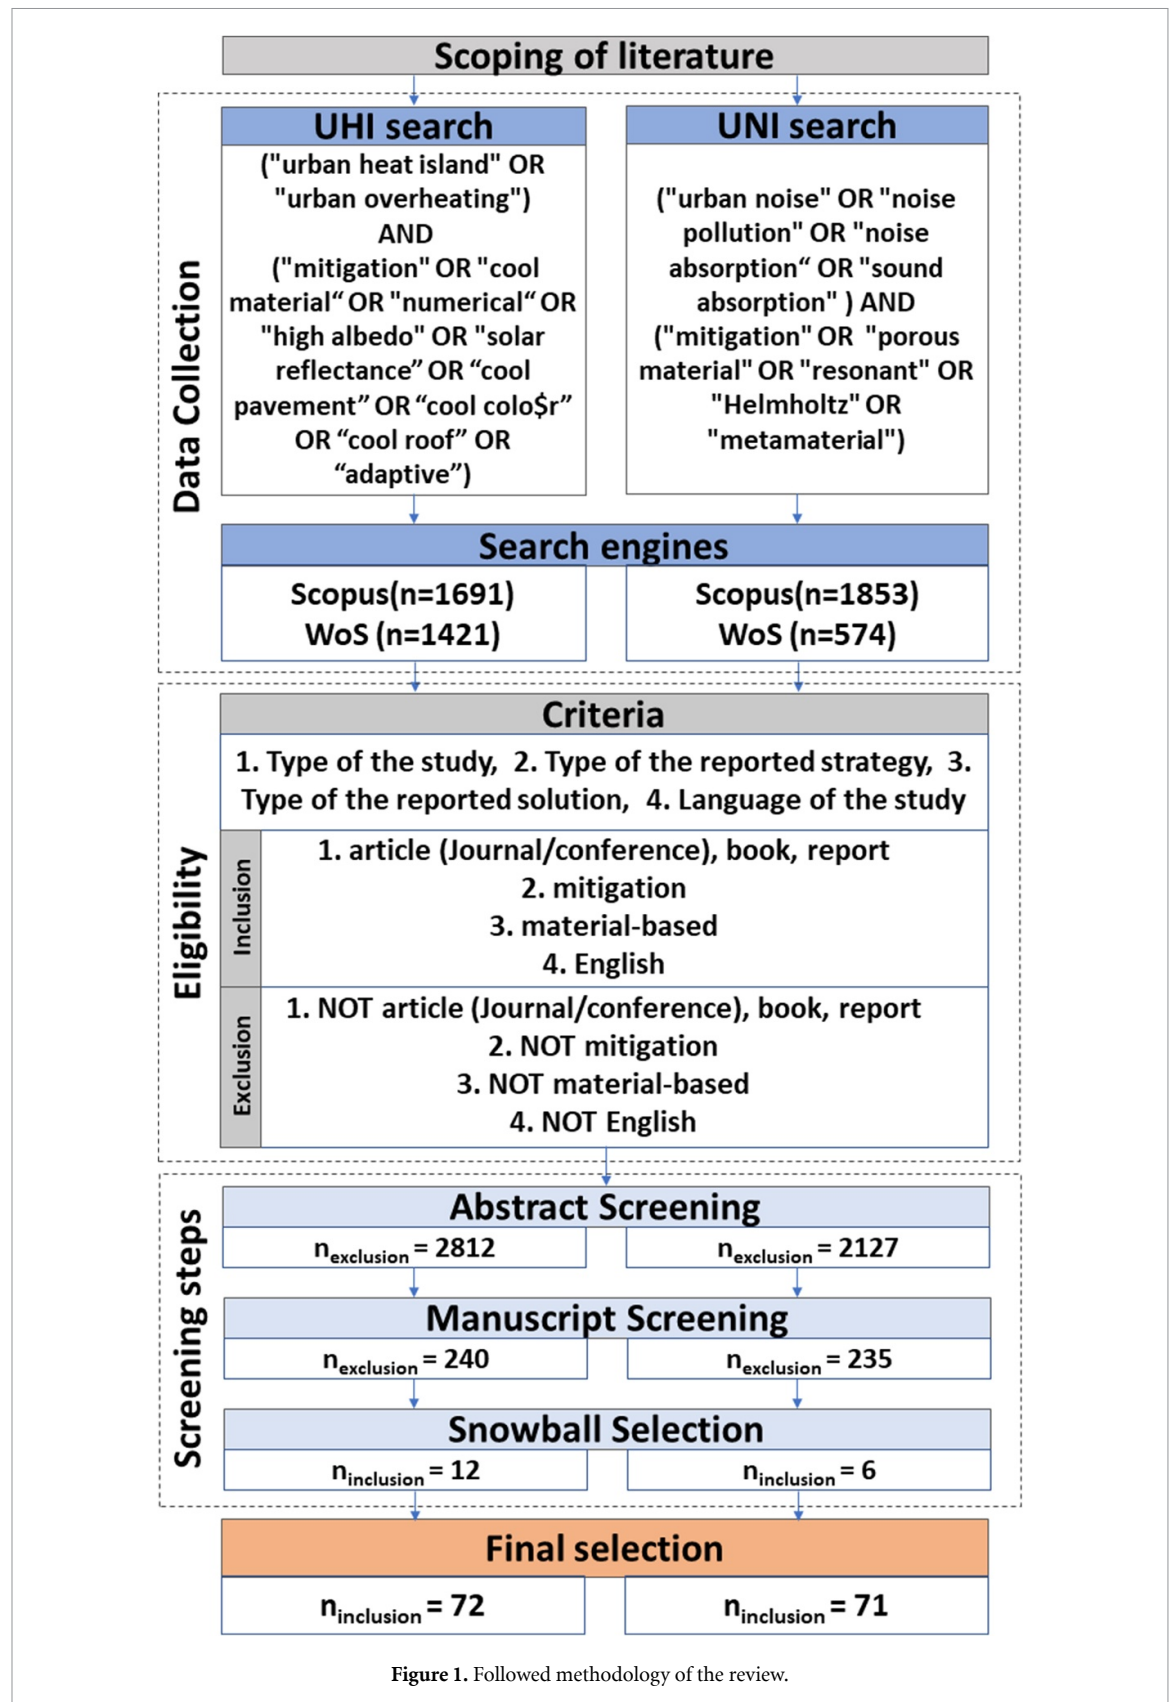 Scoping of literature
Data Collection
UHI search
("urban heat island" OR
"urban overheating")
AND
("mitigation" OR "cool
material“ OR "numerical“ OR
"high albedo" OR "solar
reflectance” OR “cool
pavement” OR “cool colo$r”
OR “cool roof” OR
“adaptive”)
UNI search
("urban noise" OR "noise
pollution" OR "noise
absorption“ OR "sound
absorption" ) AND
("mitigation" OR "porous
material" OR "resonant" OR
"Helmholtz" OR
"metamaterial")
Search engines
Scopus(n=1691)
WoS (n=1421)
Scopus(n=1853)
WoS (n=574)
Eligibility
Criteria
1. Type of the study, 2. Type of the reported strategy, 3.
Type of the reported solution, 4. Language of the study
Inclusion
1. article (Journal/conference), book, report
2. mitigation
3. material-based
4. English
Exclusion
1. NOT article (Journal/conference), book, report
2. NOT mitigation
3. NOT material-based
4. NOT English
Screening steps
Abstract Screening
nexclusion = 2812
nexclusion = 2127
Manuscript Screening
nexclusion = 240
nexclusion = 235
Snowball Selection
ninclusion = 12
ninclusion = 6
Final selection
ninclusion = 72
ninclusion = 71
Figure 1. Followed methodology of the review.